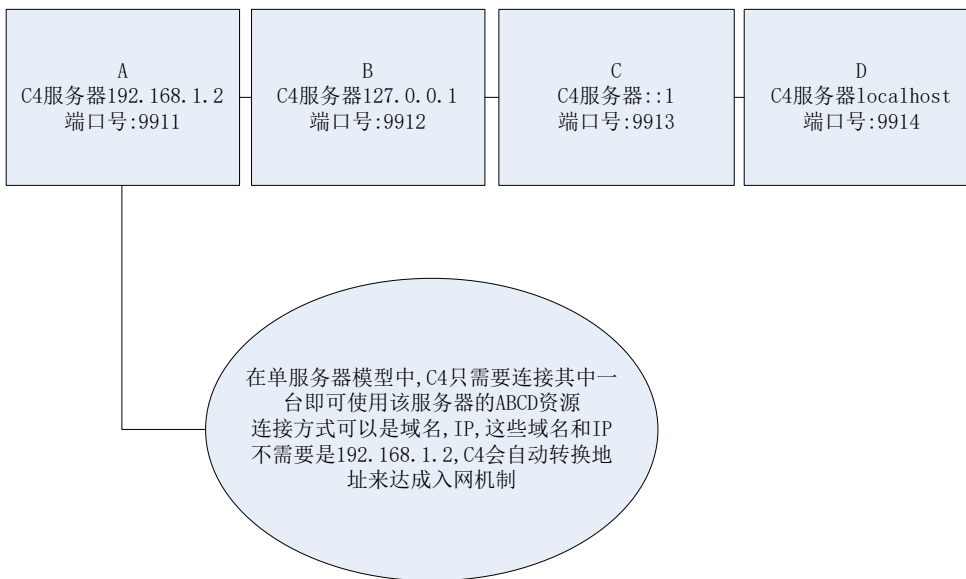 A
C4服务器192.168.1.2
端口号:9911
B
C4服务器127.0.0.1
端口号:9912
C
C4服务器::1
端口号:9913
D
C4服务器localhost
端口号:9914
在单服务器模型中,C4只需要连接其中一
台即可使用该服务器的ABCD资源
连接方式可以是域名,IP,这些域名和IP
不需要是192.168.1.2,C4会自动转换地
址来达成入网机制